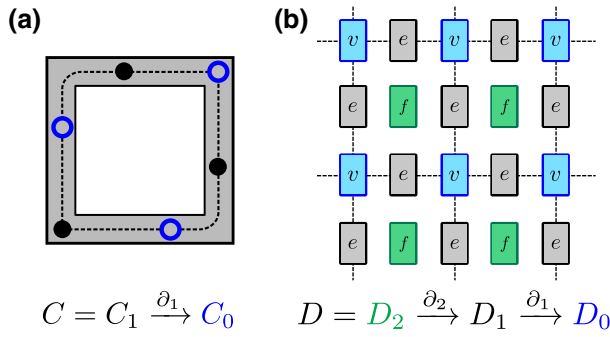 (a)
(b)
v e v e v
e f e f e
v e v e v
e f e f e
C = C₁ —∂₁→ C₀
D = D₂ —∂₂→ D₁ —∂₁→ D₀